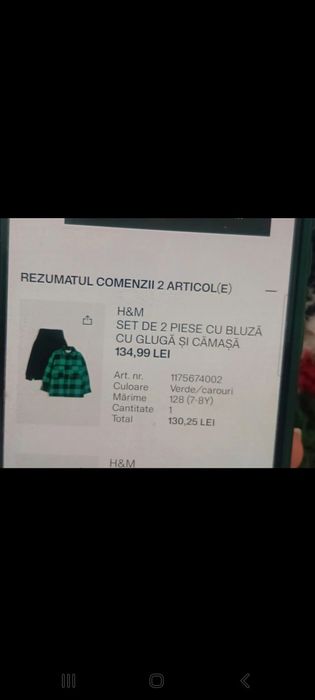 REZUMATUL COMENZII 2 ARTICOL(E)
H&M
SET DE 2 PIESE CU BLUZĂ
CU GLUGĂ ȘI CĂMAȘĂ
134,99 LEI
Art. nr. 1175674002
Culoare Verde/carouri
Mărime 128 (7-8Y)
Cantitate 1
Total 130,25 LEI
H&M